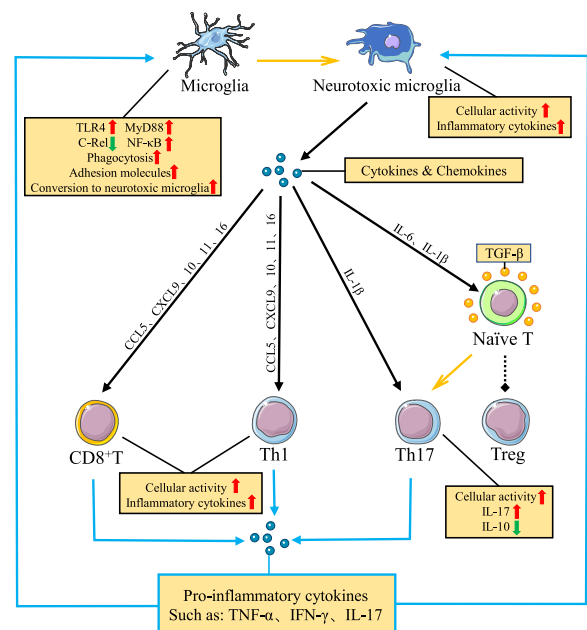 Microglia
Neurotoxic microglia
TLR4 MyD88
C-Rel NF-κB
Phagocytosis
Adhesion molecules
Conversion to neurotoxic microglia
Cellular activity
Inflammatory cytokines
Cytokines & Chemokines
CCL5、CXCL9、10、11、16
CCL5、CXCL9、10、11、16
IL-1β
IL-6、IL-1β
TGF-β
Naïve T
CD8⁺T
Th1
Th17
Treg
Cellular activity
Inflammatory cytokines
Cellular activity
IL-17
IL-10
Pro-inflammatory cytokines
Such as: TNF-α、IFN-γ、IL-17